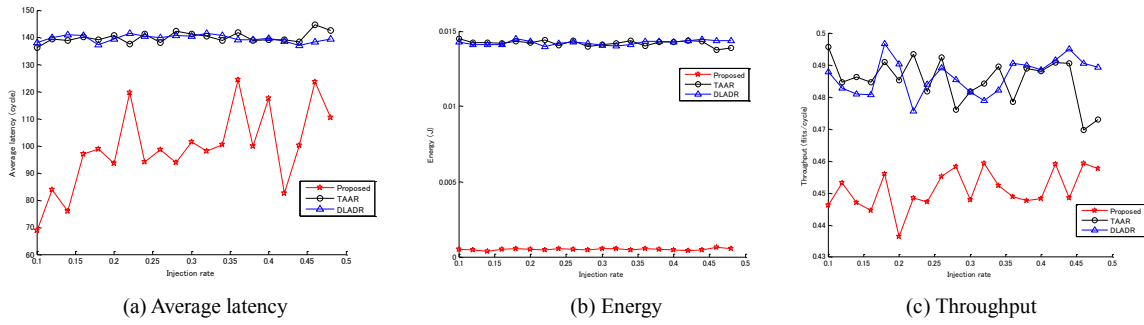 150
140
130
120
110
100
90
80
70
60
Average latency (cycle)
Proposed
TAAR
DLADR
0.1 0.15 0.2 0.25 0.3 0.35 0.4 0.45 0.5
Injection rate
(a) Average latency
0.015
0.01
0.005
0
Energy (J)
Proposed
TAAR
DLADR
0.1 0.15 0.2 0.25 0.3 0.35 0.4 0.45 0.5
Injection rate
(b) Energy
0.5
0.49
0.48
0.47
0.46
0.45
0.44
0.43
Throughput (flits/cycle)
Proposed
TAAR
DLADR
0.1 0.15 0.2 0.25 0.3 0.35 0.4 0.45 0.5
Injection rate
(c) Throughput